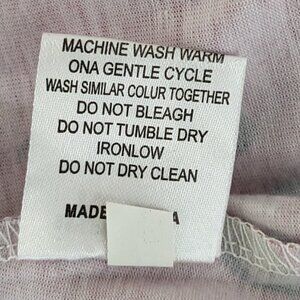 MACHINE WASH WARM
ONA GENTLE CYCLE
WASH SIMILAR COLUR TOGETHER
DO NOT BLEAGH
DO NOT TUMBLE DRY
IRONLOW
DO NOT DRY CLEAN
MADE